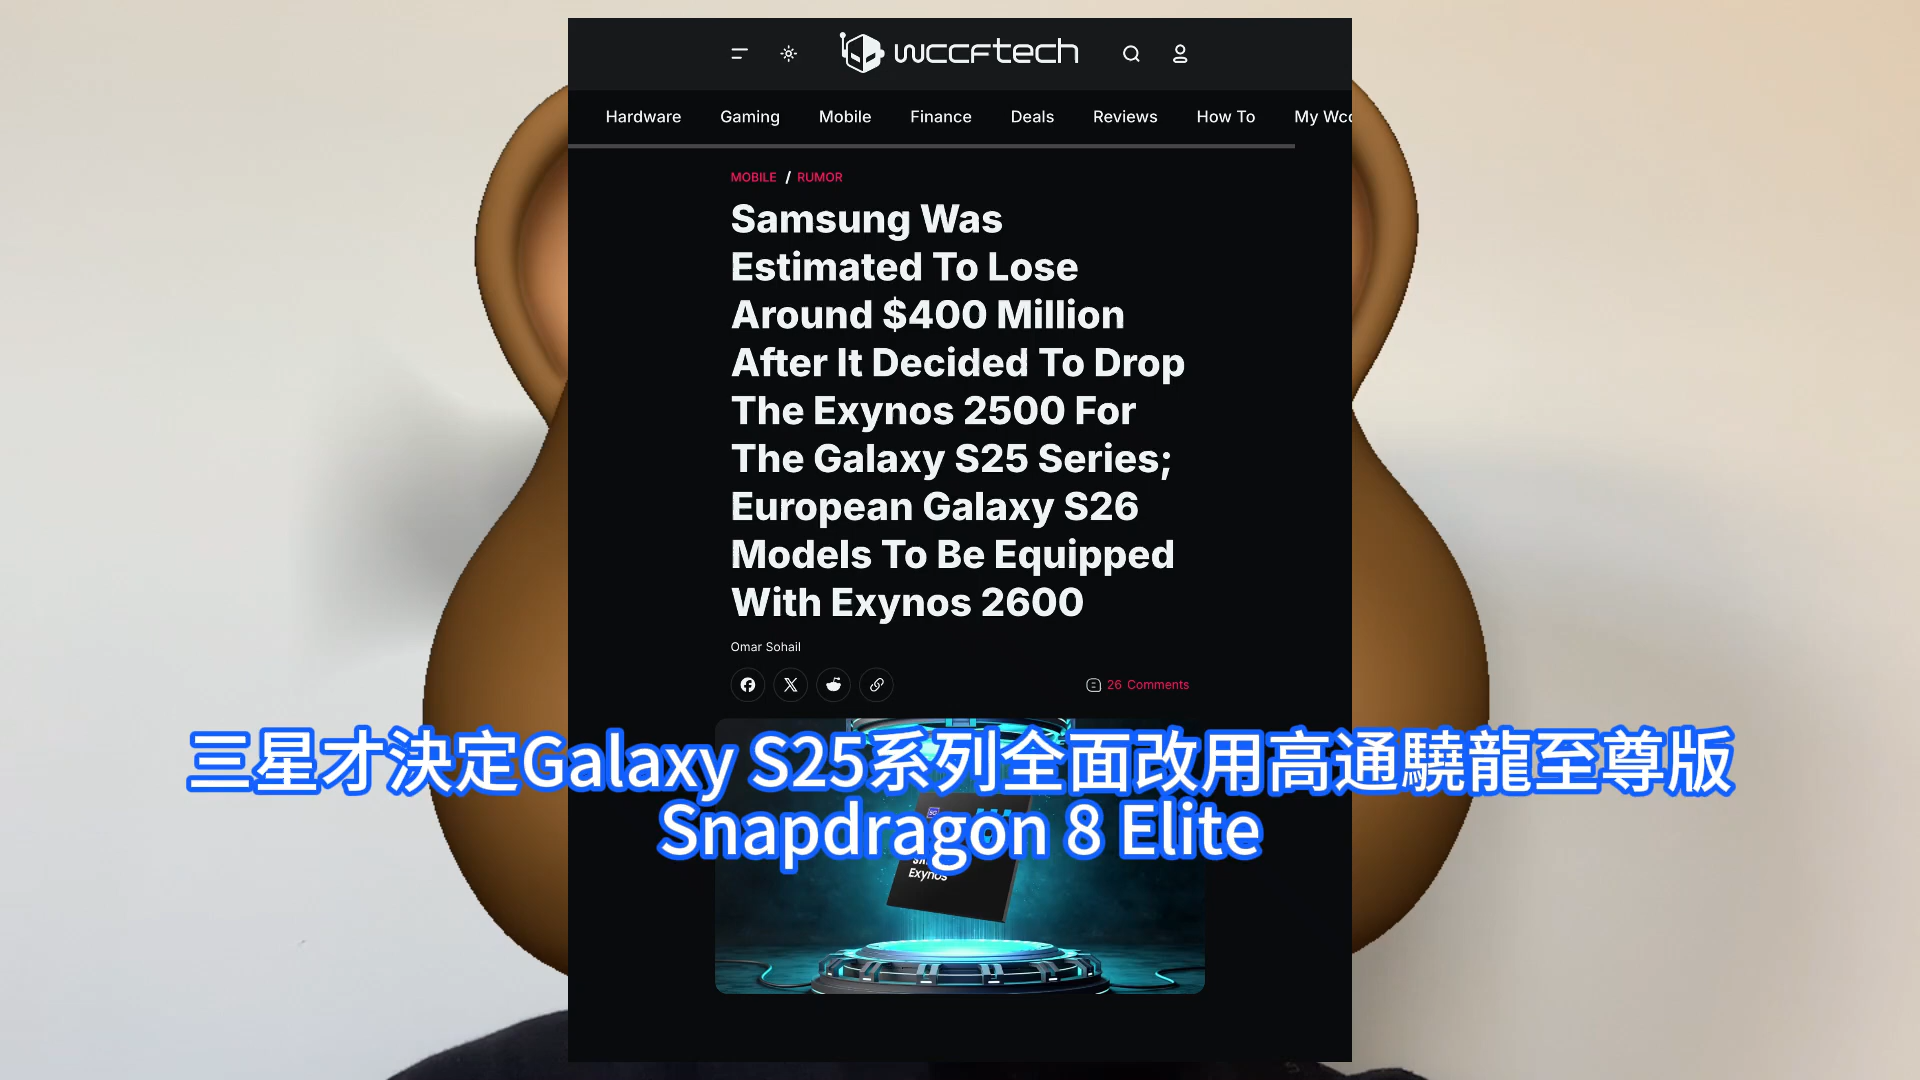 wccftech
Hardware Gaming Mobile Finance Deals Reviews How To My Wcc
MOBILE / RUMOR
Samsung Was
Estimated To Lose
Around $400 Million
After It Decided To Drop
The Exynos 2500 For
The Galaxy S25 Series;
European Galaxy S26
Models To Be Equipped
With Exynos 2600
Omar Sohail
26 Comments
三星才決定Galaxy S25系列全面改用高通驍龍至尊版
Snapdragon 8 Elite
Exynos